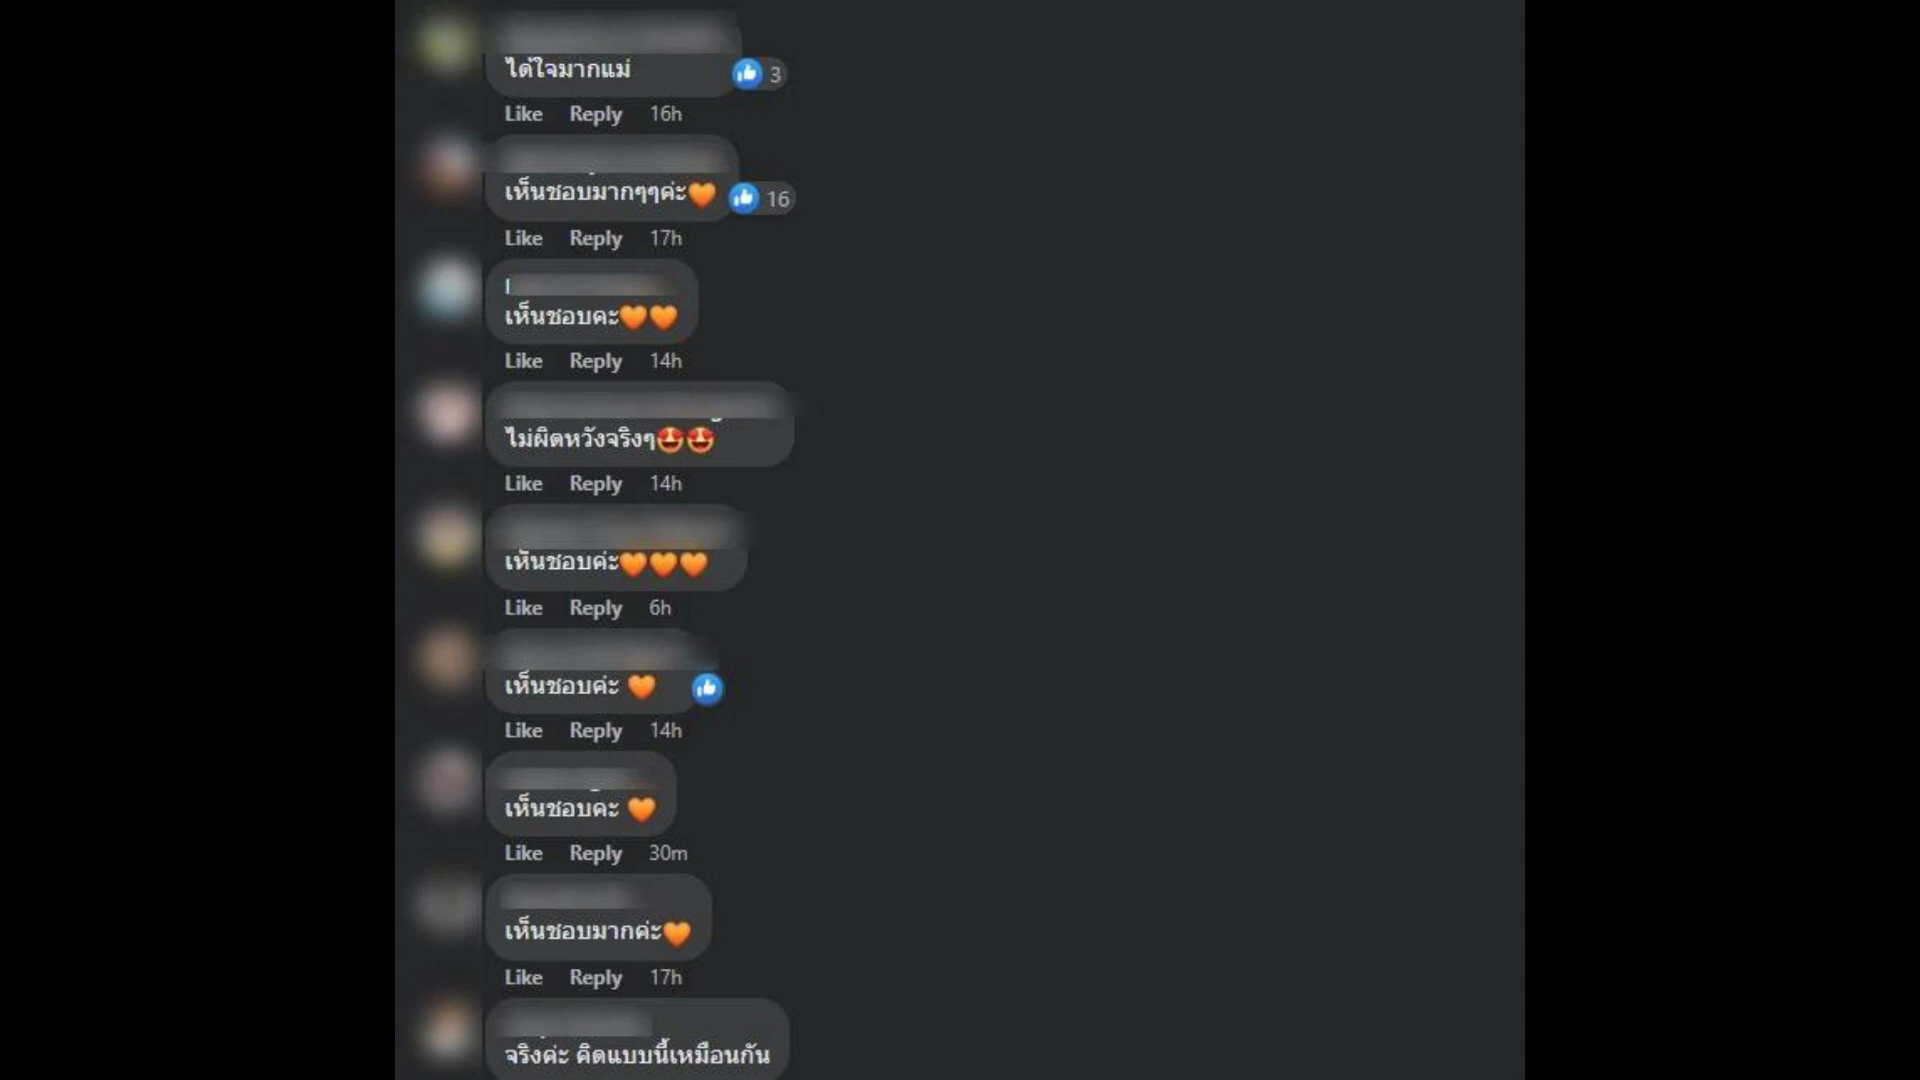 ได้ใจมากแม่
3
Like Reply 16h
เห็นชอบมากๆๆค่ะ🧡
16
Like Reply 17h
เห็นชอบคะ🧡🧡
Like Reply 14h
ไม่ผิดหวังจริงๆ🤩🤩
Like Reply 14h
เห็นชอบค่ะ🧡🧡🧡
Like Reply 6h
เห็นชอบค่ะ 🧡
Like Reply 14h
เห็นชอบคะ 🧡
Like Reply 30m
เห็นชอบมากค่ะ🧡
Like Reply 17h
จริงค่ะ คิดแบบนี้เหมือนกัน